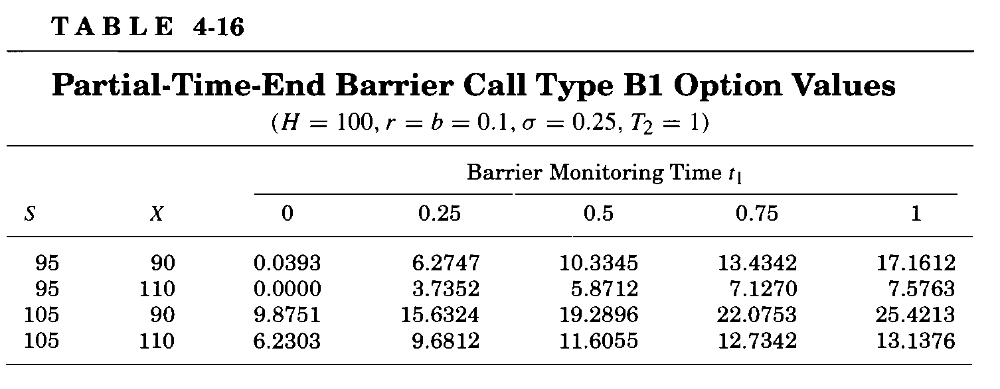 TABLE 4-16
Partial-Time-End Barrier Call Type B1 Option Values
(H = 100, r = b = 0.1, σ = 0.25, T₂ = 1)
Barrier Monitoring Time t₁
S X 0 0.25 0.5 0.75 1
95 90 0.0393 6.2747 10.3345 13.4342 17.1612
95 110 0.0000 3.7352 5.8712 7.1270 7.5763
105 90 9.8751 15.6324 19.2896 22.0753 25.4213
105 110 6.2303 9.6812 11.6055 12.7342 13.1376